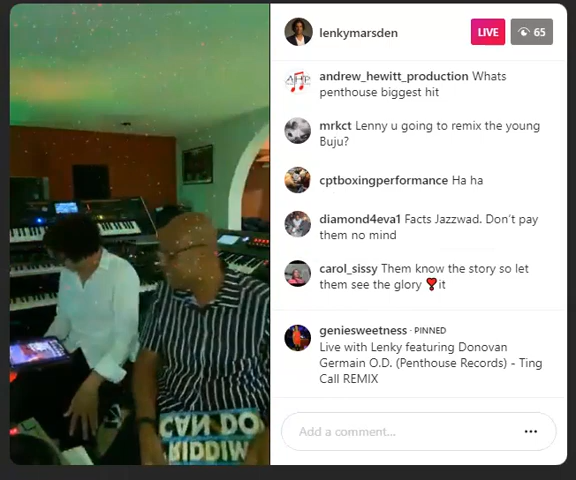 lenkymarsden
LIVE
65
andrew_hewitt_production Whats
penthouse biggest hit
mrkct Lenny u going to remix the young
Buju?
cptboxingperformance Ha ha
diamond4eva1 Facts Jazzwad. Don't pay
them no mind
carol_sissy Them know the story so let
them see the glory ❣it
geniesweetness · PINNED
Live with Lenky featuring Donovan
Germain O.D. (Penthouse Records) - Ting
Call REMIX
Add a comment...
CAN DO
RIDDIM